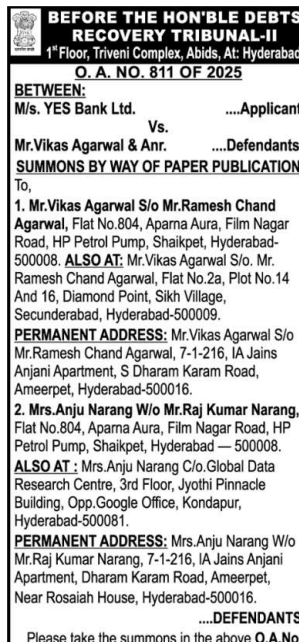 BEFORE THE HON'BLE DEBTS
RECOVERY TRIBUNAL-II
1st Floor, Triveni Complex, Abids, At: Hyderabad
O. A. NO. 811 OF 2025
BETWEEN:
M/s. YES Bank Ltd. ....Applicant
Vs.
Mr.Vikas Agarwal & Anr. ....Defendants
SUMMONS BY WAY OF PAPER PUBLICATION
To,
1. Mr.Vikas Agarwal S/o Mr.Ramesh Chand
Agarwal, Flat No.804, Aparna Aura, Film Nagar
Road, HP Petrol Pump, Shaikpet, Hyderabad-
500008. ALSO AT: Mr.Vikas Agarwal S/o. Mr.
Ramesh Chand Agarwal, Flat No.2a, Plot No.14
And 16, Diamond Point, Sikh Village,
Secunderabad, Hyderabad-500009.
PERMANENT ADDRESS: Mr.Vikas Agarwal S/o
Mr.Ramesh Chand Agarwal, 7-1-216, IA Jains
Anjani Apartment, S Dharam Karam Road,
Ameerpet, Hyderabad-500016.
2. Mrs.Anju Narang W/o Mr.Raj Kumar Narang,
Flat No.804, Aparna Aura, Film Nagar Road, HP
Petrol Pump, Shaikpet, Hyderabad — 500008.
ALSO AT : Mrs.Anju Narang C/o.Global Data
Research Centre, 3rd Floor, Jyothi Pinnacle
Building, Opp.Google Office, Kondapur,
Hyderabad-500081.
PERMANENT ADDRESS: Mrs.Anju Narang W/o
Mr.Raj Kumar Narang, 7-1-216, IA Jains Anjani
Apartment, Dharam Karam Road, Ameerpet,
Near Rosaiah House, Hyderabad-500016.
....DEFENDANTS
Please take the summons in the above O.A.No